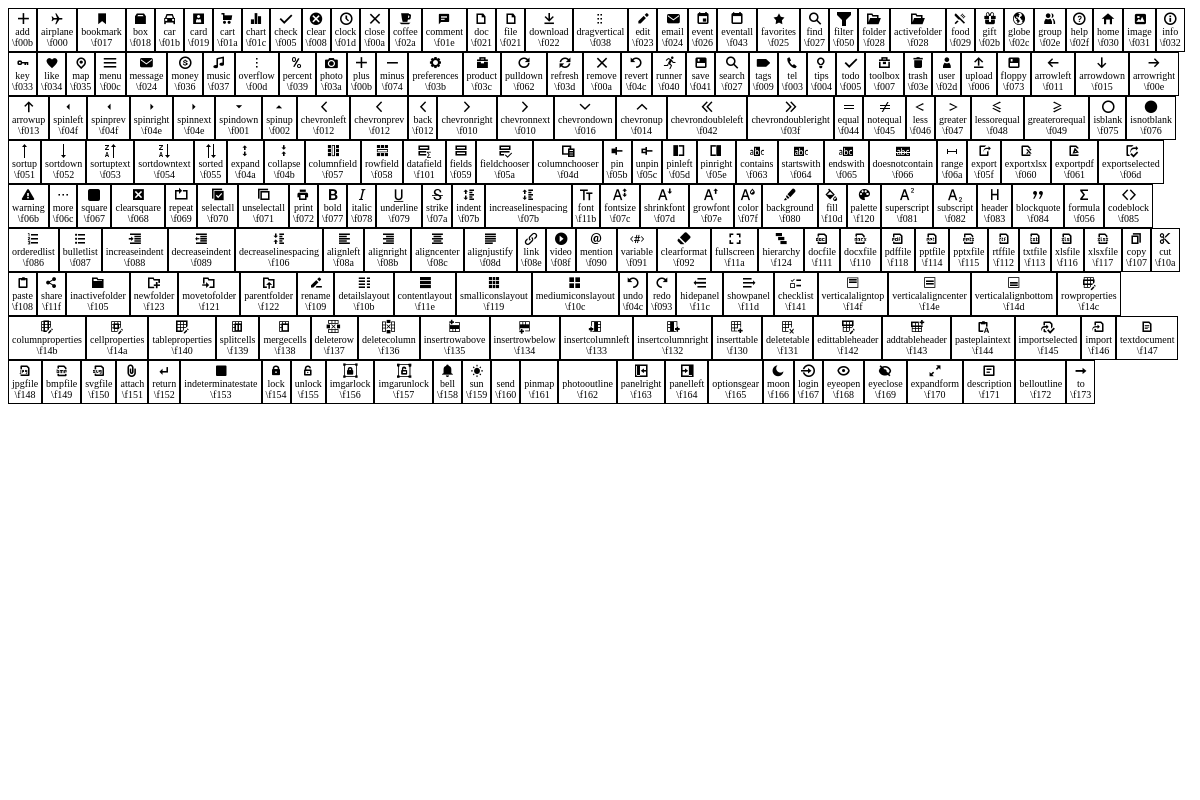 add airplane bookmark box car card cart chart check clear clock close coffee comment doc file download dragvertical edit email event eventall favorites find filter folder activefolder food gift globe group help home image info
\f00b \f000 \f017 \f018 \f01b \f019 \f01a \f01c \f005 \f008 \f01d \f00a \f02a \f01e \f021 \f021 \f022 \f038 \f023 \f024 \f026 \f043 \f025 \f027 \f050 \f028 \f028 \f029 \f02b \f02c \f02e \f02f \f030 \f031 \f032
key like map menu message money music overflow percent photo plus minus preferences product pulldown refresh remove revert runner save search tags tel tips todo toolbox trash user upload floppy arrowleft arrowdown arrowright
\f033 \f034 \f035 \f00c \f024 \f036 \f037 \f00d \f039 \f03a \f00b \f074 \f03b \f03c \f062 \f03d \f00a \f04c \f040 \f041 \f027 \f009 \f003 \f004 \f005 \f007 \f03e \f02d \f006 \f073 \f011 \f015 \f00e
arrowup spinleft spinprev spinright spinnext spindown spinup chevronleft chevronprev back chevronright chevronnext chevrondown chevronup chevrondoubleleft chevrondoubleright equal notequal less greater lessorequal greaterorequal isblank isnotblank
\f013 \f04f \f04f \f04e \f04e \f001 \f002 \f012 \f012 \f012 \f010 \f010 \f016 \f014 \f042 \f03f \f044 \f045 \f046 \f047 \f048 \f049 \f075 \f076
sortup sortdown sortuptext sortdowntext sorted expand collapse columnfield rowfield datafield fields fieldchooser columnchooser pin unpin pinleft pinright contains startswith endswith doesnotcontain range export exportxlsx exportpdf exportselected
\f051 \f052 \f053 \f054 \f055 \f04a \f04b \f057 \f058 \f101 \f059 \f05a \f04d \f05b \f05c \f05d \f05e \f063 \f064 \f065 \f066 \f06a \f05f \f060 \f061 \f06d
warning more square clearsquare repeat selectall unselectall print bold italic underline strike indent increaselinespacing font fontsize shrinkfont growfont color background fill palette superscript subscript header blockquote formula codeblock
\f06b \f06c \f067 \f068 \f069 \f070 \f071 \f072 \f077 \f078 \f079 \f07a \f07b \f07b \f11b \f07c \f07d \f07e \f07f \f080 \f10d \f120 \f081 \f082 \f083 \f084 \f056 \f085
orderedlist bulletlist increaseindent decreaseindent decreaselinespacing alignleft alignright aligncenter alignjustify link video mention variable clearformat fullscreen hierarchy docfile docxfile pdffile pptfile pptxfile rtffile txtfile xlsfile xlsxfile copy cut
\f086 \f087 \f088 \f089 \f106 \f08a \f08b \f08c \f08d \f08e \f08f \f090 \f091 \f092 \f11a \f124 \f111 \f110 \f118 \f114 \f115 \f112 \f113 \f116 \f117 \f107 \f10a
paste share inactivefolder newfolder movetofolder parentfolder rename detailslayout contentlayout smalliconslayout mediumiconslayout undo redo hidepanel showpanel checklist verticalaligntop verticalaligncenter verticalalignbottom rowproperties
\f108 \f11f \f105 \f123 \f121 \f122 \f109 \f10b \f11e \f119 \f10c \f04c \f093 \f11c \f11d \f141 \f14f \f14e \f14d \f14c
columnproperties cellproperties tableproperties splitcells mergecells deleterow deletecolumn insertrowabove insertrowbelow insertcolumnleft insertcolumnright inserttable deletetable edittableheader addtableheader pasteplaintext importselected import textdocument
\f14b \f14a \f140 \f139 \f138 \f137 \f136 \f135 \f134 \f133 \f132 \f130 \f131 \f142 \f143 \f144 \f145 \f146 \f147
jpgfile bmpfile svgfile attach return indeterminatestate lock unlock imgarlock imgarunlock bell sun send pinmap photooutline panelright panelleft optionsgear moon login eyeopen eyeclose expandform description belloutline to
\f148 \f149 \f150 \f151 \f152 \f153 \f154 \f155 \f156 \f157 \f158 \f159 \f160 \f161 \f162 \f163 \f164 \f165 \f166 \f167 \f168 \f169 \f170 \f171 \f172 \f173